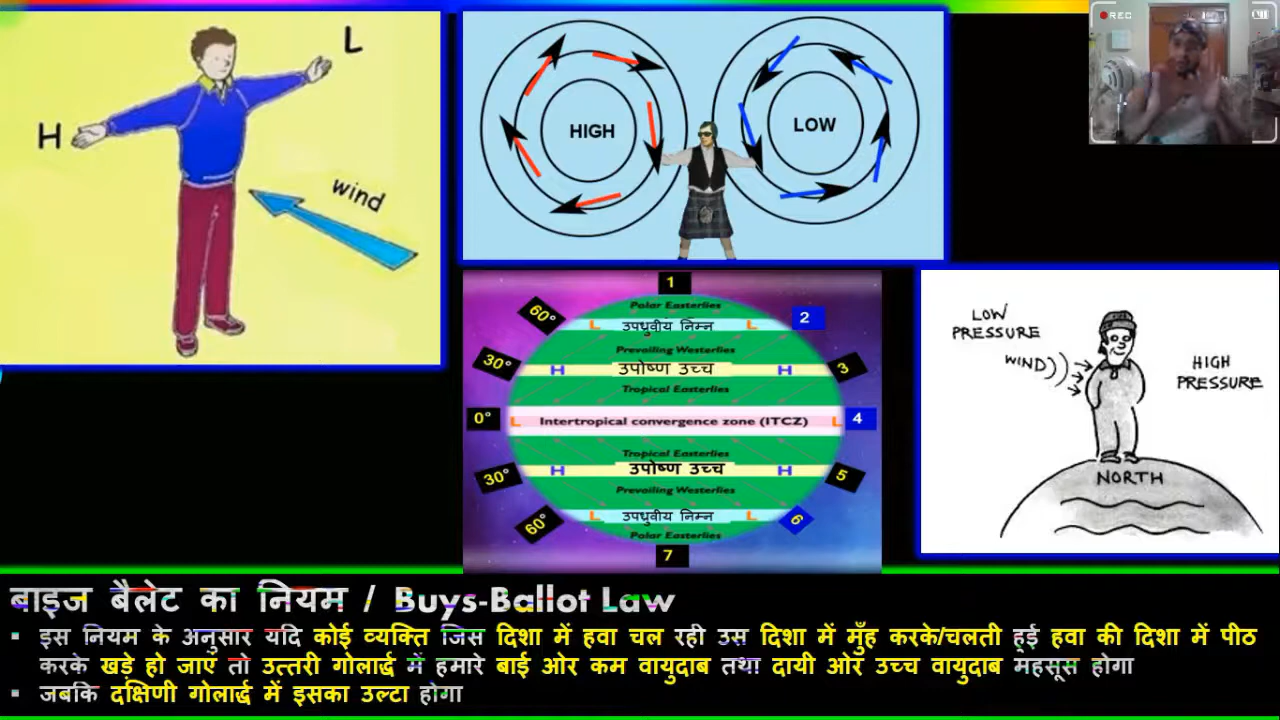 H
L
wind
HIGH
LOW
REC
1
Polar Easterlies
60°
L उपध्रुवीय निम्न L
2
Prevailing Westerlies
30°
H उपोष्ण उच्च H
3
Tropical Easterlies
0°
L Intertropical convergence zone (ITCZ) L
4
Tropical Easterlies
30°
H उपोष्ण उच्च H
5
Prevailing Westerlies
60°
L उपध्रुवीय निम्न L
6
Polar Easterlies
7
LOW
PRESSURE
WIND
HIGH
PRESSURE
NORTH
बाइज बैलेट का नियम / Buys-Ballot Law
▪ इस नियम के अनुसार यदि कोई व्यक्ति जिस दिशा में हवा चल रही उस दिशा में मुँह करके/चलती हूई हवा की दिशा में पीठ
करके खड़े हो जाएं तो उत्तरी गोलार्द्ध में हमारे बाई ओर कम वायुदाब तथा दायी ओर उच्च वायुदाब महसूस होगा
▪ जबकि दक्षिणी गोलार्द्ध में इसका उल्टा होगा